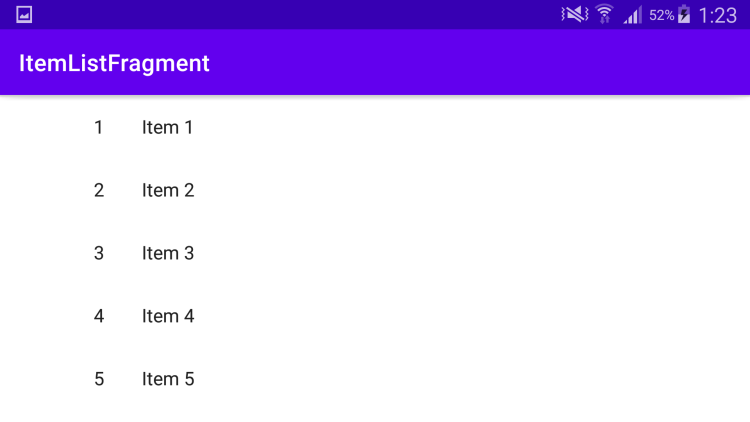 52% 1:23
ItemListFragment
1 Item 1
2 Item 2
3 Item 3
4 Item 4
5 Item 5